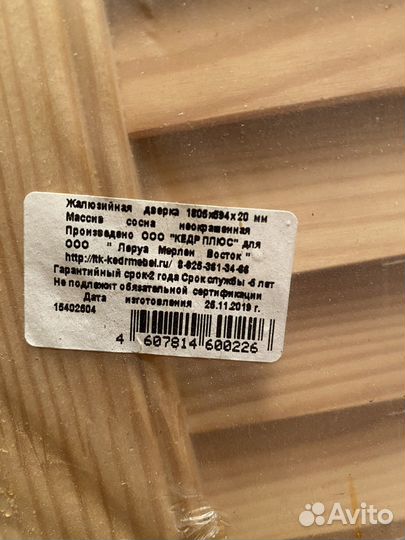 Жалюзийная дверка 1805х594х20 мм
Массив сосна неокрашенная
Произведено ООО "КЕДР ПЛЮС" для
ООО " Леруа Мерлен Восток "
http://tk-kedrmebel.ru/ 8-925-361-34-66
Гарантийный срок-2 года Срок службы -5 лет
Не подлежит обязательной сертификации
Дата изготовления 25.11.2019 г.
15402604
4 607814 600226
Avito